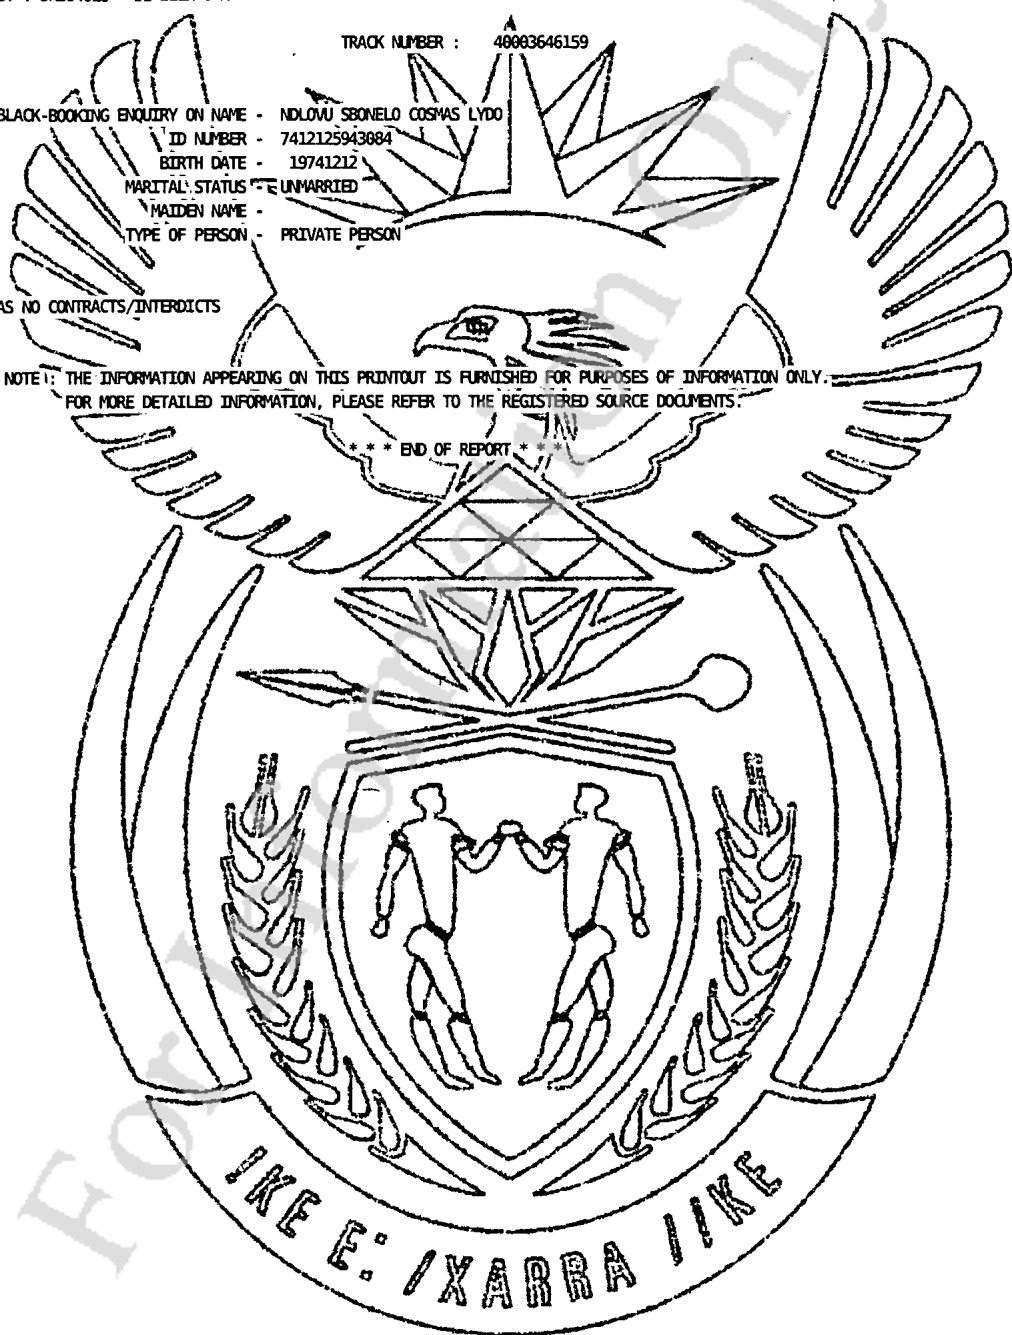 TRACK NUMBER : 40003646159
BLACK-BOOKING ENQUIRY ON NAME - NDLOVU SBONELO COSMAS LYDO
ID NUMBER - 7412125943084
BIRTH DATE - 19741212
MARITAL STATUS - UNMARRIED
MAIDEN NAME -
TYPE OF PERSON - PRIVATE PERSON
AS NO CONTRACTS/INTERDICTS
NOTE : THE INFORMATION APPEARING ON THIS PRINTOUT IS FURNISHED FOR PURPOSES OF INFORMATION ONLY.
FOR MORE DETAILED INFORMATION, PLEASE REFER TO THE REGISTERED SOURCE DOCUMENTS.
* * * END OF REPORT * * *
For Information Only
!KE E: /XARRA //KE